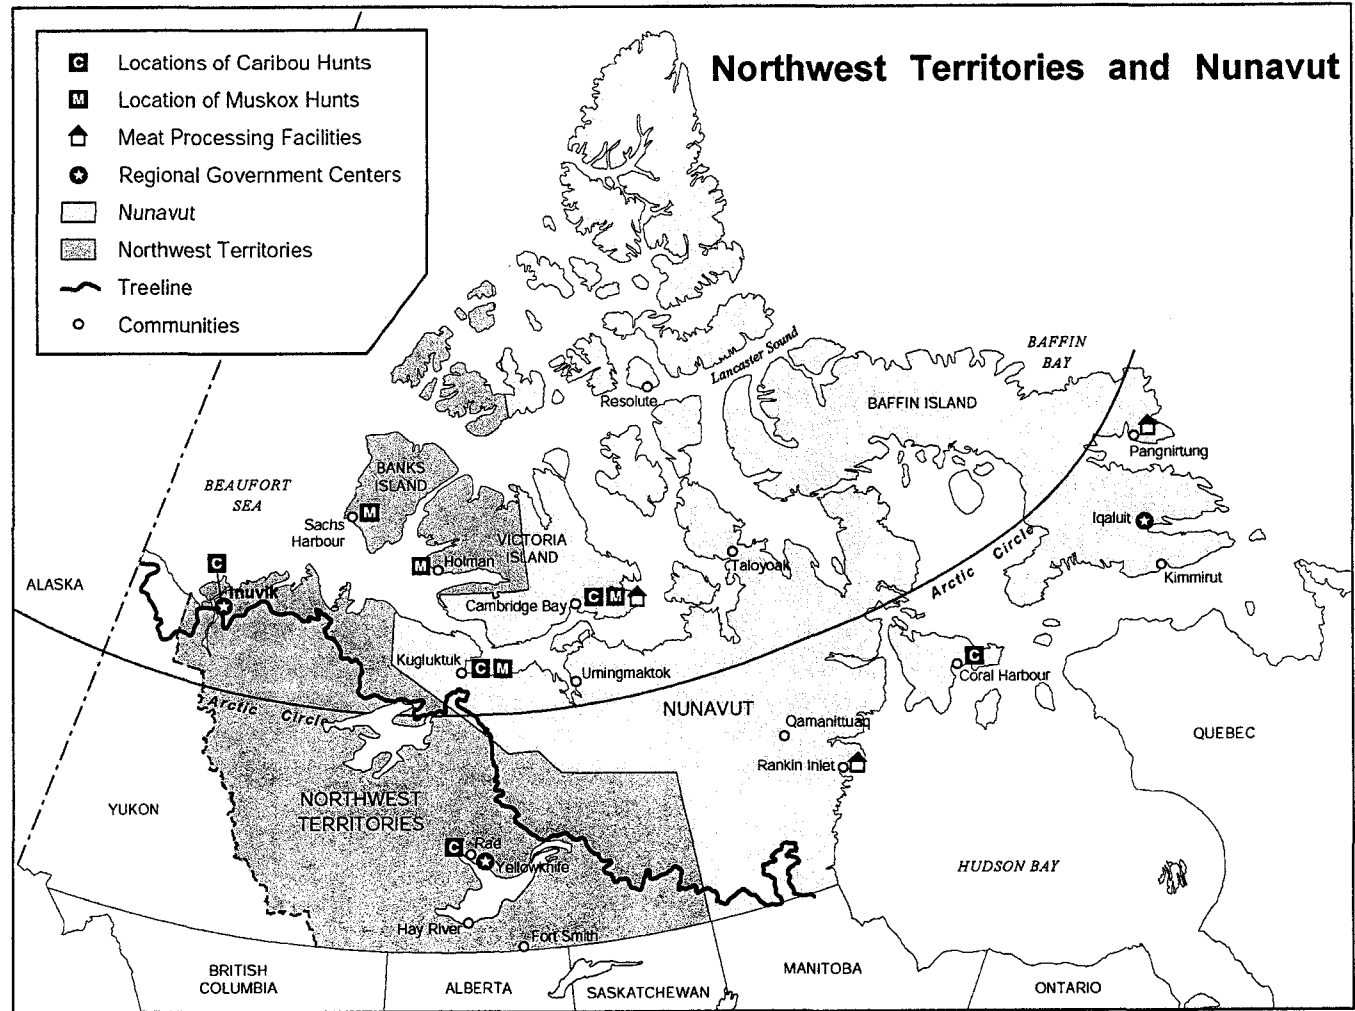 Northwest Territories and Nunavut
C Locations of Caribou Hunts
M Location of Muskox Hunts
Meat Processing Facilities
Regional Government Centers
Nunavut
Northwest Territories
Treeline
Communities
BAFFIN
BAY
Lancaster Sound
Resolute
BAFFIN ISLAND
Pangnirtung
BANKS
ISLAND
BEAUFORT
SEA
M
Sachs
Harbour
Iqaluit
VICTORIA
ISLAND
M
Holman
Taloyoak
Arctic Circle
Kimmirut
C
ALASKA
Inuvik
Cambridge Bay
C M
Kugluktuk
C M
Umingmaktok
C
Coral Harbour
Arctic Circle
NUNAVUT
Qamanittuaq
QUEBEC
Rankin Inlet
YUKON
NORTHWEST
TERRITORIES
C
Rae
Yellowknife
HUDSON BAY
Hay River
Fort Smith
BRITISH
COLUMBIA
ALBERTA
SASKATCHEWAN
MANITOBA
ONTARIO